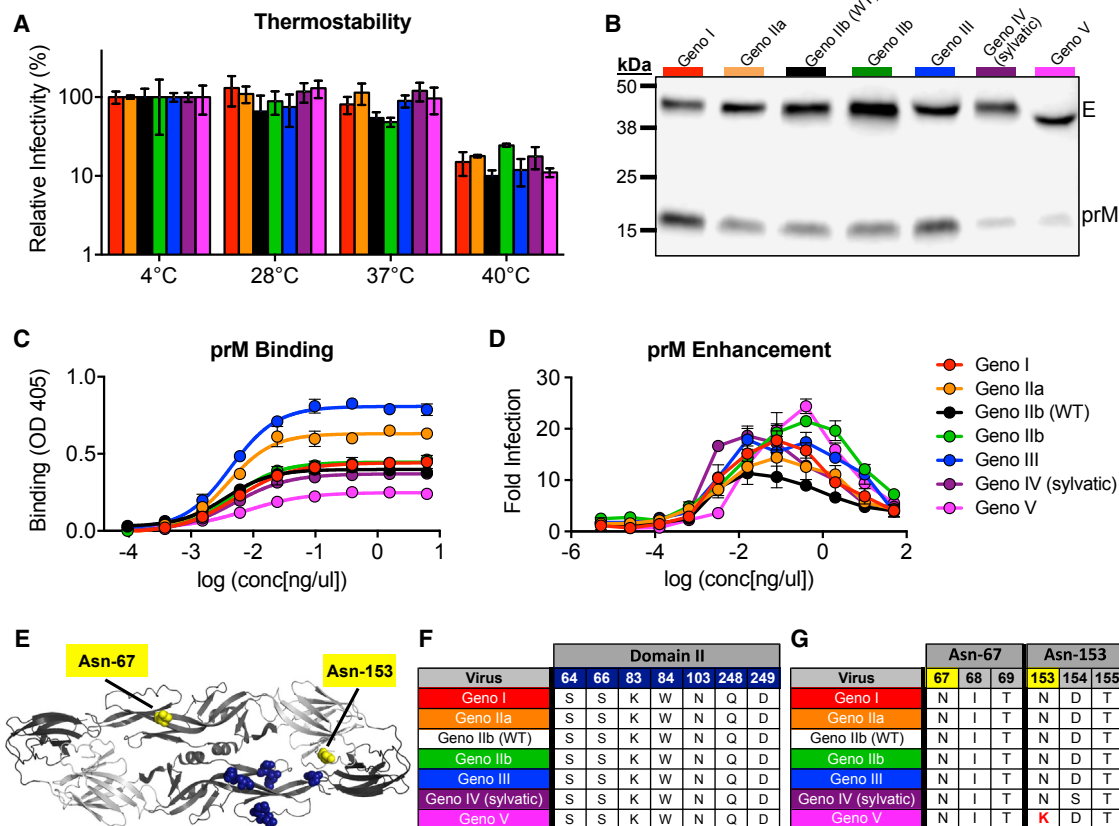 A
Thermostability
Relative Infectivity (%)
100
10
1
4°C 28°C 37°C 40°C
B
Geno I
Geno IIa
Geno IIb (WT)
Geno IIb
Geno III
Geno IV
(sylvatic)
Geno V
kDa
50
38
25
15
E
prM
C
prM Binding
Binding (OD 405)
1.0
0.5
0.0
-4 -3 -2 -1 0 1
log (conc[ng/ul])
D
prM Enhancement
Fold Infection
30
20
10
0
-6 -4 -2 0 2
log (conc[ng/ul])
Geno I
Geno IIa
Geno IIb (WT)
Geno IIb
Geno III
Geno IV (sylvatic)
Geno V
E
Asn-67
Asn-153
F
Domain II
Virus 64 66 83 84 103 248 249
Geno I S S K W N Q D
Geno IIa S S K W N Q D
Geno IIb (WT) S S K W N Q D
Geno IIb S S K W N Q D
Geno III S S K W N Q D
Geno IV (sylvatic) S S K W N Q D
Geno V S S K W N Q D
G
Asn-67 Asn-153
Virus 67 68 69 153 154 155
Geno I N I T N D T
Geno IIa N I T N D T
Geno IIb (WT) N I T N D T
Geno IIb N I T N D T
Geno III N I T N D T
Geno IV (sylvatic) N I T N S T
Geno V N I T K D T